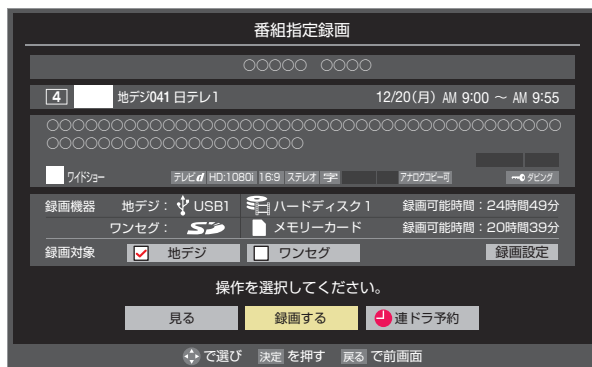 番組指定録画
○○○○○ ○○○○
4 地デジ041 日テレ1 12/20(月) AM 9:00 ～ AM 9:55
○○○○○○○○○○○○○○○○○○○○○○○○○○○○○○○○
○○○○○○○○○○○○○○○○
ワイドショー テレビd HD:1080i 16:9 ステレオ 字 アナログコピー可 ダビング
録画機器 地デジ： USB1 ハードディスク1 録画可能時間：24時間49分
ワンセグ： SD メモリーカード 録画可能時間：20時間39分
録画対象 地デジ ワンセグ 録画設定
操作を選択してください。
見る 録画する 連ドラ予約
で選び 決定 を押す 戻る で前画面